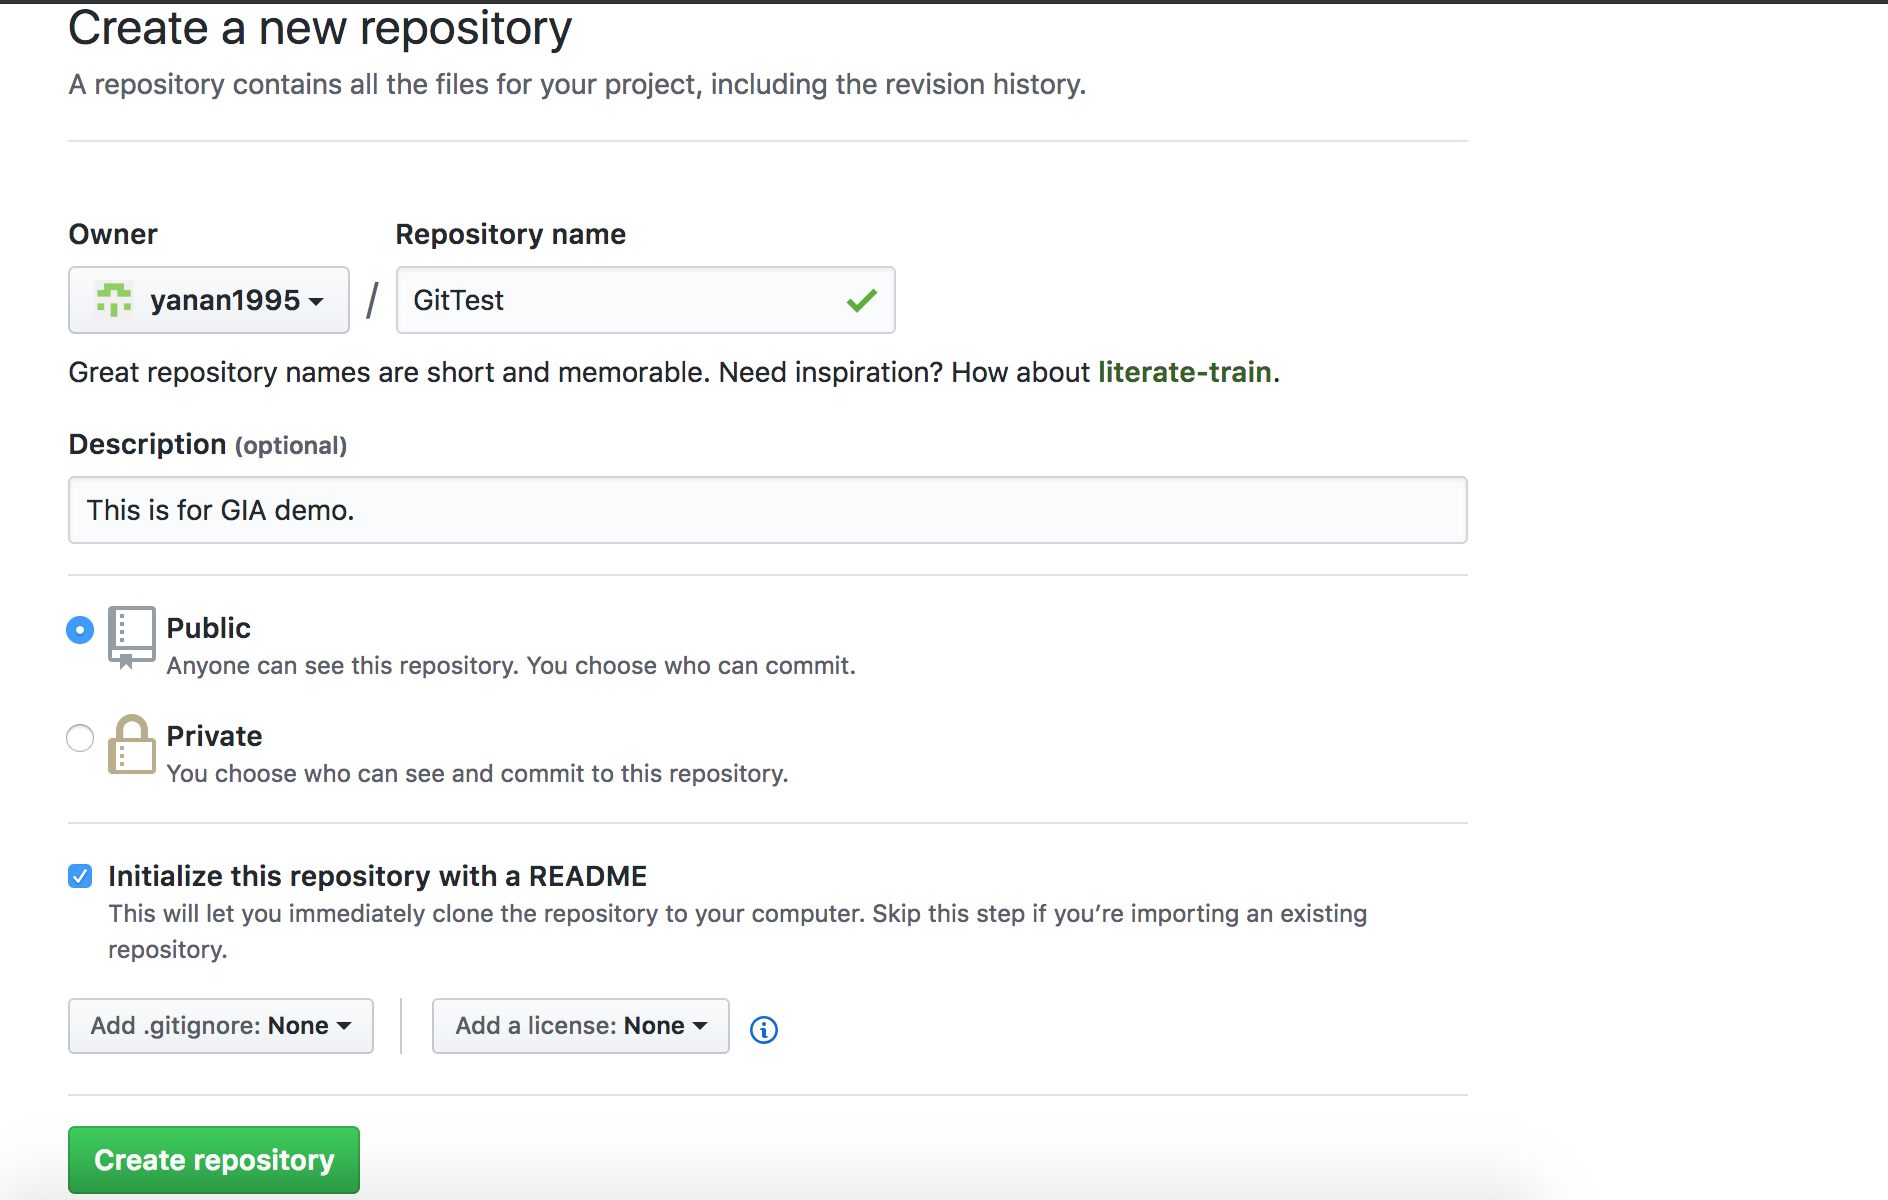 Create a new repository
A repository contains all the files for your project, including the revision history.
Owner
Repository name
yanan1995 / GitTest
Great repository names are short and memorable. Need inspiration? How about literate-train.
Description (optional)
This is for GIA demo.
Public
Anyone can see this repository. You choose who can commit.
Private
You choose who can see and commit to this repository.
Initialize this repository with a README
This will let you immediately clone the repository to your computer. Skip this step if you’re importing an existing
repository.
Add .gitignore: None
Add a license: None
Create repository